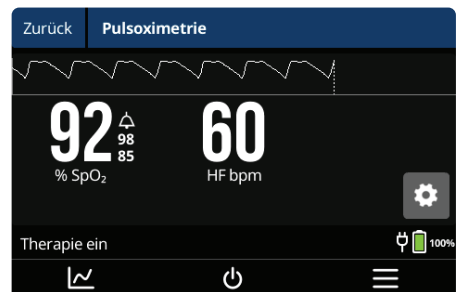 Zurück
Pulsoximetrie
92
98
85
% SpO₂
60
HF bpm
Therapie ein
100%